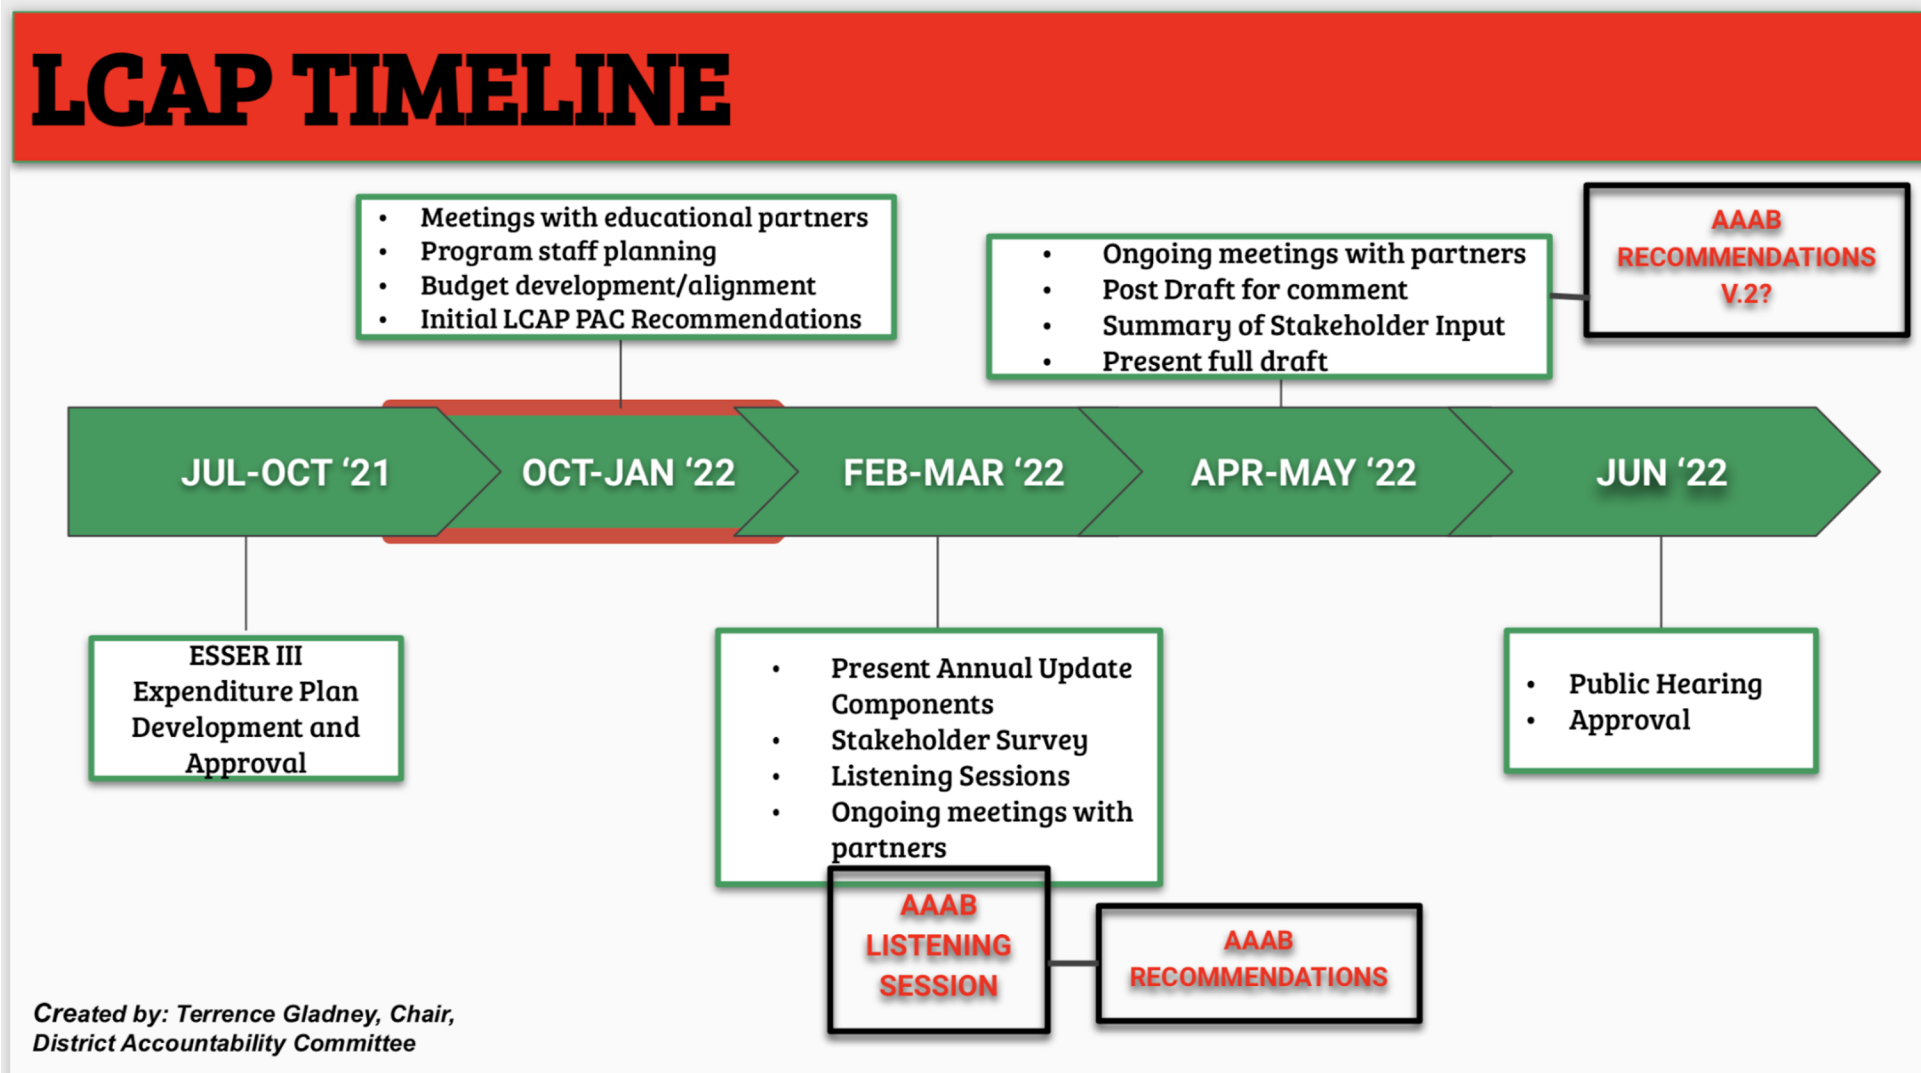 LCAP TIMELINE
• Meetings with educational partners
• Program staff planning
• Budget development/alignment
• Initial LCAP PAC Recommendations
• Ongoing meetings with partners
• Post Draft for comment
• Summary of Stakeholder Input
• Present full draft
AAAB
RECOMMENDATIONS
V.2?
JUL-OCT ‘21
OCT-JAN ‘22
FEB-MAR ‘22
APR-MAY ‘22
JUN ‘22
ESSER III
Expenditure Plan
Development and
Approval
• Present Annual Update
Components
• Stakeholder Survey
• Listening Sessions
• Ongoing meetings with
partners
• Public Hearing
• Approval
AAAB
LISTENING
SESSION
AAAB
RECOMMENDATIONS
Created by: Terrence Gladney, Chair,
District Accountability Committee